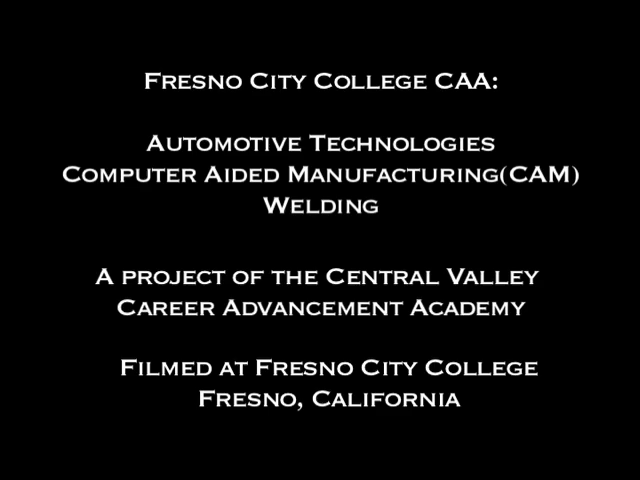 Fresno City College CAA:
Automotive Technologies
Computer Aided Manufacturing(CAM)
Welding
A project of the Central Valley
Career Advancement Academy
Filmed at Fresno City College
Fresno, California